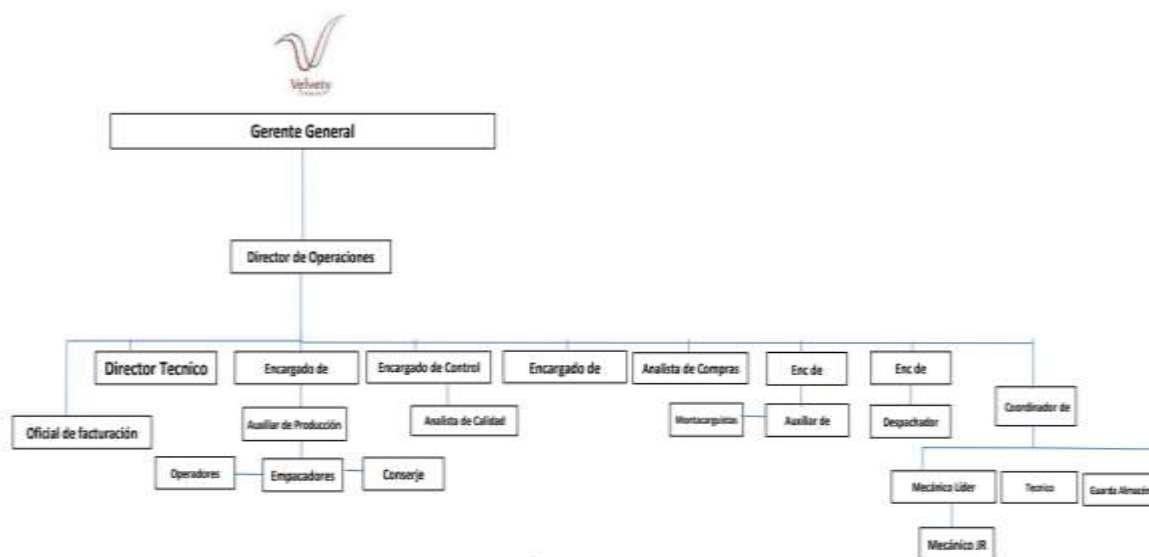 Velvety
Gerente General
Director de Operaciones
Director Tecnico
Encargado de
Encargado de Control
Encargado de
Analista de Compras
Enc de
Enc de
Coordinador de
Oficial de facturación
Auxiliar de Producción
Analista de Calidad
Montacarguistas
Auxiliar de
Despachador
Operadores
Empacadores
Conserje
Mecánico Líder
Tecnico
Guarda Almacén
Mecánico JR